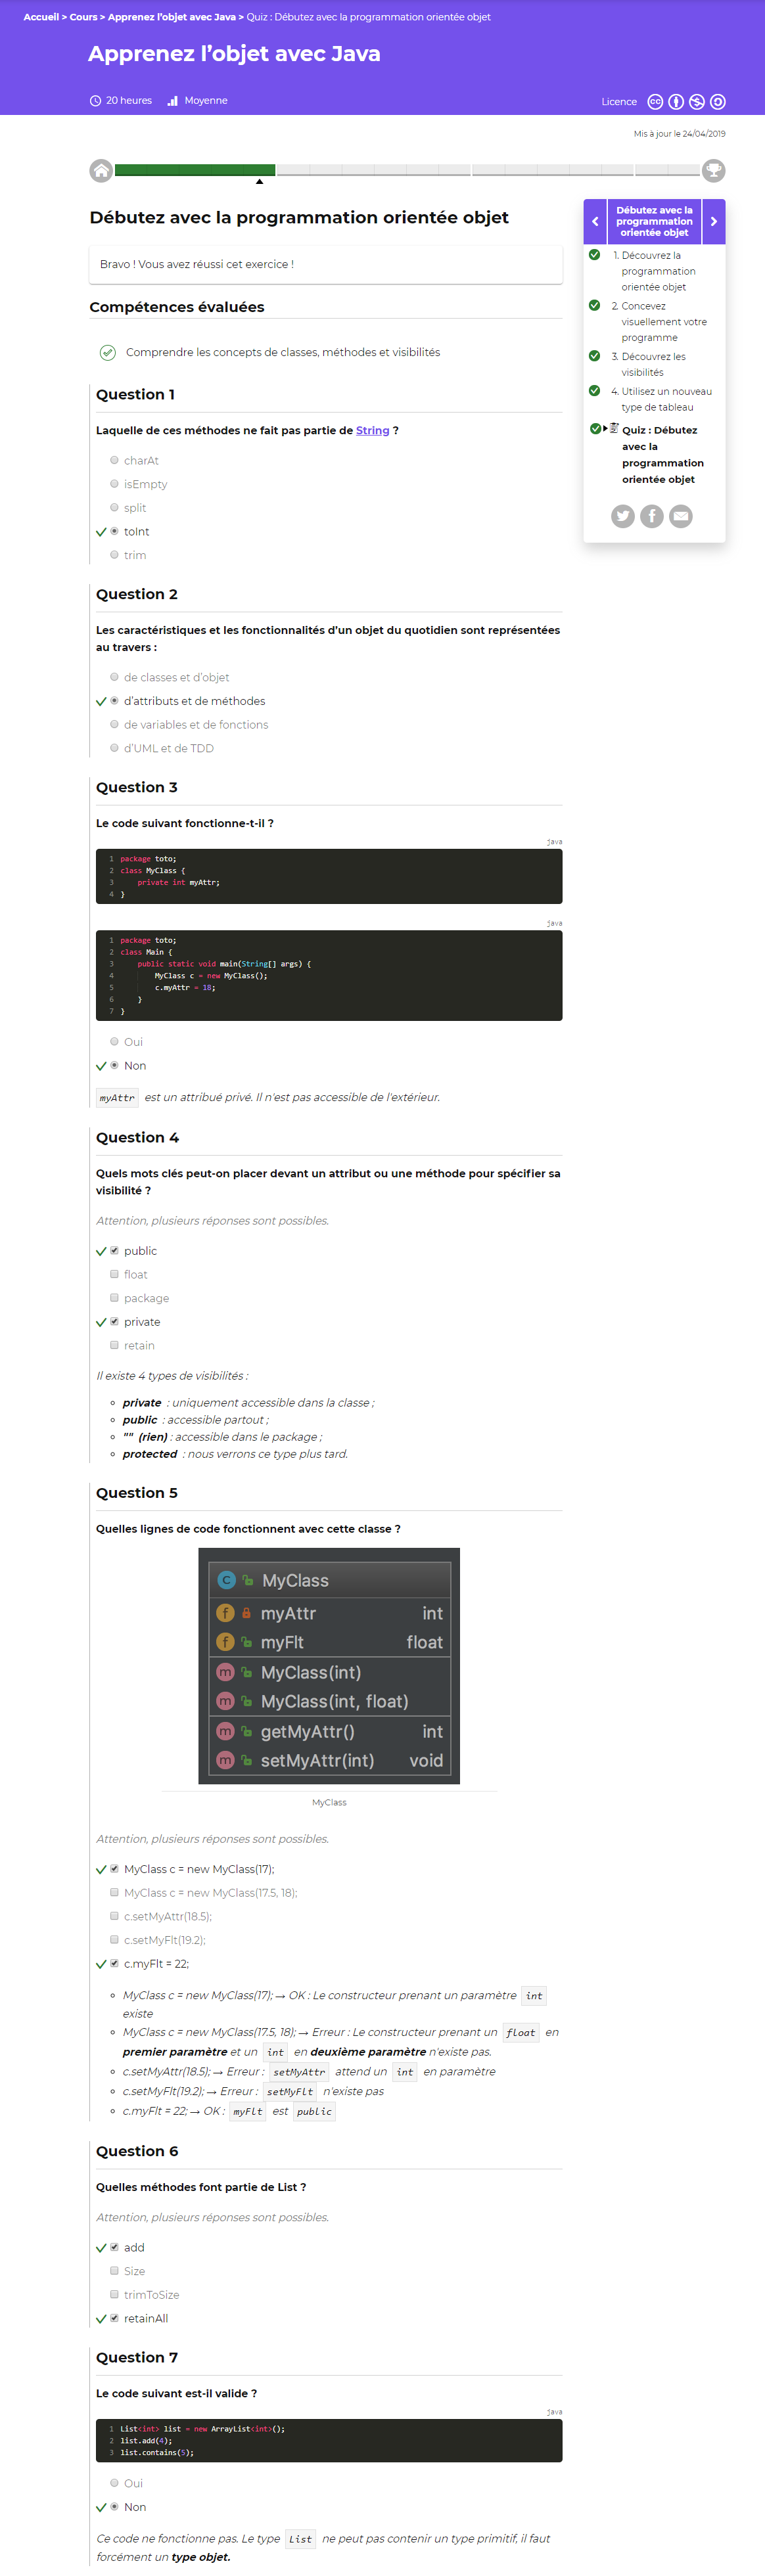 Accueil > Cours > Apprenez l'objet avec Java > Quiz : Débutez avec la programmation orientée objet
Apprenez l'objet avec Java
20 heures Moyenne
Licence
Mis à jour le 24/04/2019
Débutez avec la programmation orientée objet
Bravo ! Vous avez réussi cet exercice !
Compétences évaluées
Comprendre les concepts de classes, méthodes et visibilités
Débutez avec la
programmation
orientée objet
1. Découvrez la
programmation
orientée objet
2. Concevez
visuellement votre
programme
3. Découvrez les
visibilités
4. Utilisez un nouveau
type de tableau
Quiz : Débutez
avec la
programmation
orientée objet
Question 1
Laquelle de ces méthodes ne fait pas partie de String ?
charAt
isEmpty
split
toInt
trim
Question 2
Les caractéristiques et les fonctionnalités d'un objet du quotidien sont représentées
au travers :
de classes et d'objet
d'attributs et de méthodes
de variables et de fonctions
d'UML et de TDD
Question 3
Le code suivant fonctionne-t-il ?
java
1 package toto;
2 class MyClass {
3 private int myAttr;
4 }
java
1 package toto;
2 class Main {
3 public static void main(String[] args) {
4 MyClass c = new MyClass();
5 c.myAttr = 18;
6 }
7 }
Oui
Non
myAttr est un attribué privé. Il n'est pas accessible de l'extérieur.
Question 4
Quels mots clés peut-on placer devant un attribut ou une méthode pour spécifier sa
visibilité ?
Attention, plusieurs réponses sont possibles.
public
float
package
private
retain
Il existe 4 types de visibilités :
private : uniquement accessible dans la classe ;
public : accessible partout ;
"" (rien) : accessible dans le package ;
protected : nous verrons ce type plus tard.
Question 5
Quelles lignes de code fonctionnent avec cette classe ?
C MyClass
f myAttr int
f myFlt float
m MyClass(int)
m MyClass(int, float)
m getMyAttr() int
m setMyAttr(int) void
MyClass
Attention, plusieurs réponses sont possibles.
MyClass c = new MyClass(17);
MyClass c = new MyClass(17.5, 18);
c.setMyAttr(18.5);
c.setMyFlt(19.2);
c.myFlt = 22;
MyClass c = new MyClass(17); → OK : Le constructeur prenant un paramètre int
existe
MyClass c = new MyClass(17.5, 18); → Erreur : Le constructeur prenant un float en
premier paramètre et un int en deuxième paramètre n'existe pas.
c.setMyAttr(18.5); → Erreur : setMyAttr attend un int en paramètre
c.setMyFlt(19.2); → Erreur : setMyFlt n'existe pas
c.myFlt = 22; → OK : myFlt est public
Question 6
Quelles méthodes font partie de List ?
Attention, plusieurs réponses sont possibles.
add
Size
trimToSize
retainAll
Question 7
Le code suivant est-il valide ?
java
1 List<int> list = new ArrayList<int>();
2 list.add(4);
3 list.contains(5);
Oui
Non
Ce code ne fonctionne pas. Le type List ne peut pas contenir un type primitif, il faut
forcément un type objet.